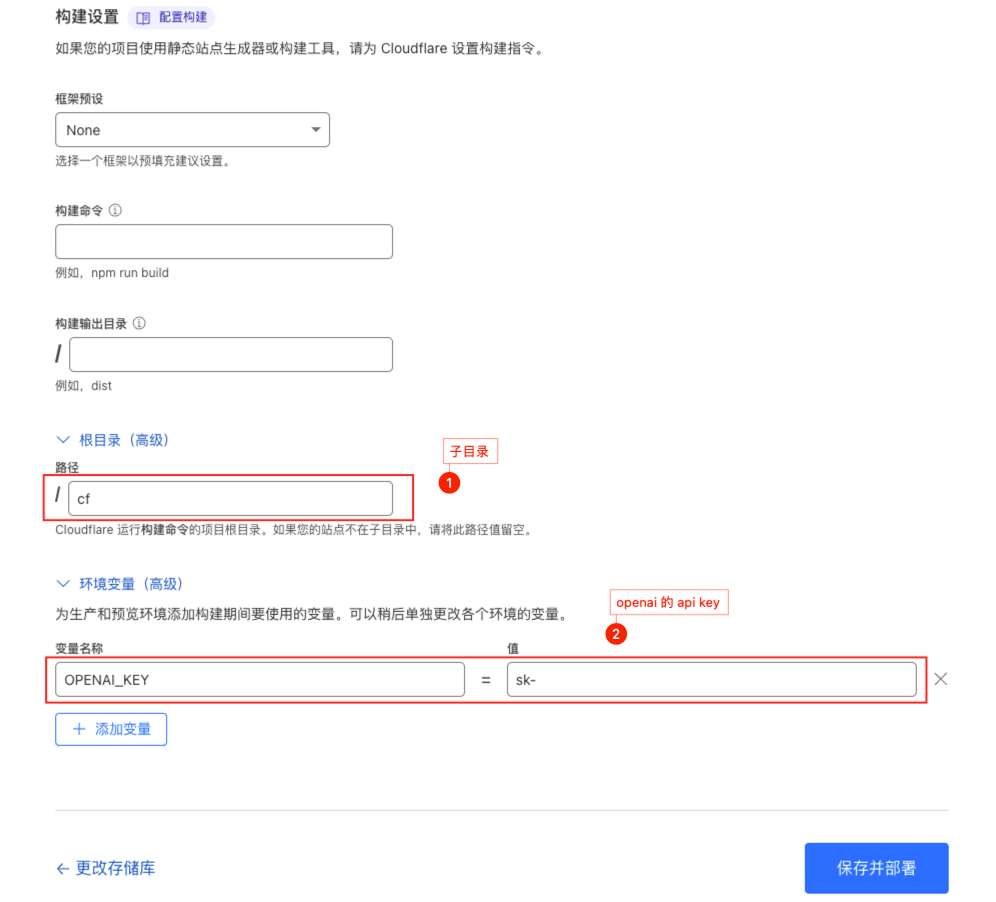 构建设置 配置构建
如果您的项目使用静态站点生成器或构建工具，请为 Cloudflare 设置构建指令。
框架预设
None
选择一个框架以预填充建议设置。
构建命令
例如，npm run build
构建输出目录
/
例如，dist
根目录（高级）
子目录
路径
1
/ cf
Cloudflare 运行构建命令的项目根目录。如果您的站点不在子目录中，请将此路径值留空。
环境变量（高级）
openai 的 api key
为生产和预览环境添加构建期间要使用的变量。可以稍后单独更改各个环境的变量。
2
变量名称 值
OPENAI_KEY = sk-
+ 添加变量
← 更改存储库 保存并部署